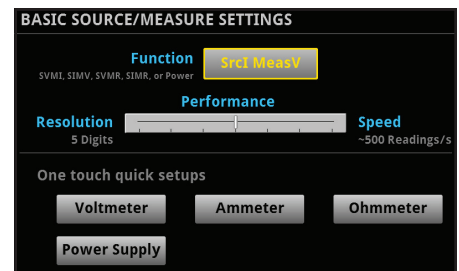 BASIC SOURCE/MEASURE SETTINGS
Function
SrcI MeasV
SVMI, SIMV, SVMR, SIMR, or Power
Performance
Resolution
Speed
5 Digits
~500 Readings/s
One touch quick setups
Voltmeter
Ammeter
Ohmmeter
Power Supply